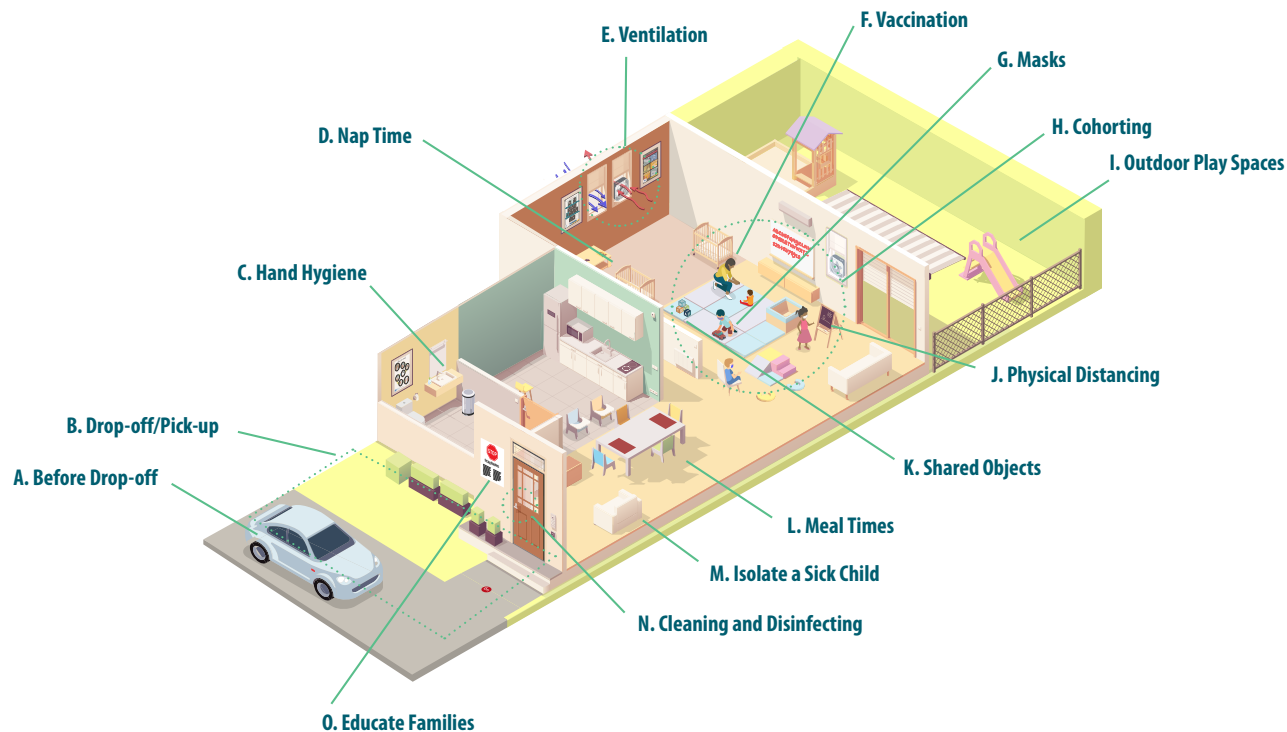 A. Before Drop-off
B. Drop-off/Pick-up
C. Hand Hygiene
D. Nap Time
E. Ventilation
F. Vaccination
G. Masks
H. Cohorting
I. Outdoor Play Spaces
J. Physical Distancing
K. Shared Objects
L. Meal Times
M. Isolate a Sick Child
N. Cleaning and Disinfecting
O. Educate Families
STOP